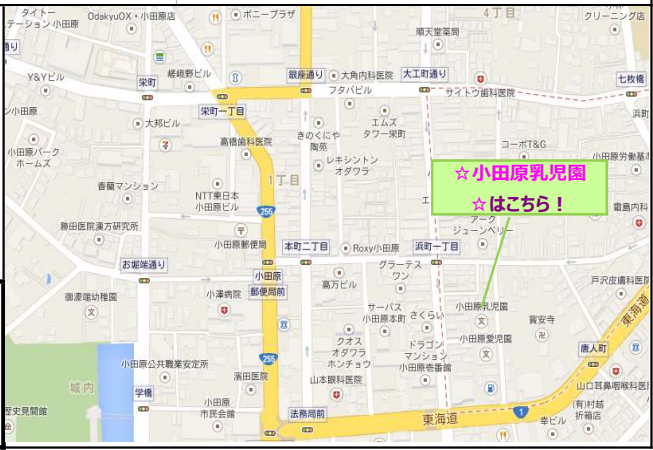 タイトー
ステーション小田原
OdakyuOX・小田原店
ボニープラザ
4丁目
クリーニング店
順天堂薬局
嵯峨野ビル
Y&Yビル
栄町
銀座通り
大角内科医院
大工町通り
七枚橋
フタバビル
サイトウ歯科医院
栄町一丁目
浜町
小田原
大邦ビル
きのくにや
陶苑
エムズ
タワー栄町
高橋歯科医院
コーポT&G
小田原パーク
ホームズ
レキシントン
オダワラ
小田原労働基
☆小田原乳児園
☆はこちら!
1丁目
香蘭マンション
NTT東日本
小田原ビル
255
アーク
ジューンベリー
霜島内科
勝田医院漢方研究所
小田原郵便局
本町二丁目
Roxy小田原
浜町一丁目
お堀端通り
グラーテス
ワン
小田原
郵便局前
高万ビル
戸沢皮膚科医院
御濠端幼稚園
小澤病院
サーパス
小田原本町
さくらい
小田原乳児園
寳安寺
東海道
クオス
オダワラ
ホンチョウ
ドラゴン
マンション
小田原壱番館
小田原愛児園
唐人町
小田原公共職業安定所
255
濱田医院
山本眼科医院
山口耳鼻咽喉科医
城内
学橋
小田原
市民会館
法務局前
東海道
1
(有)村越
折箱店
幸ビル
歴史見聞館